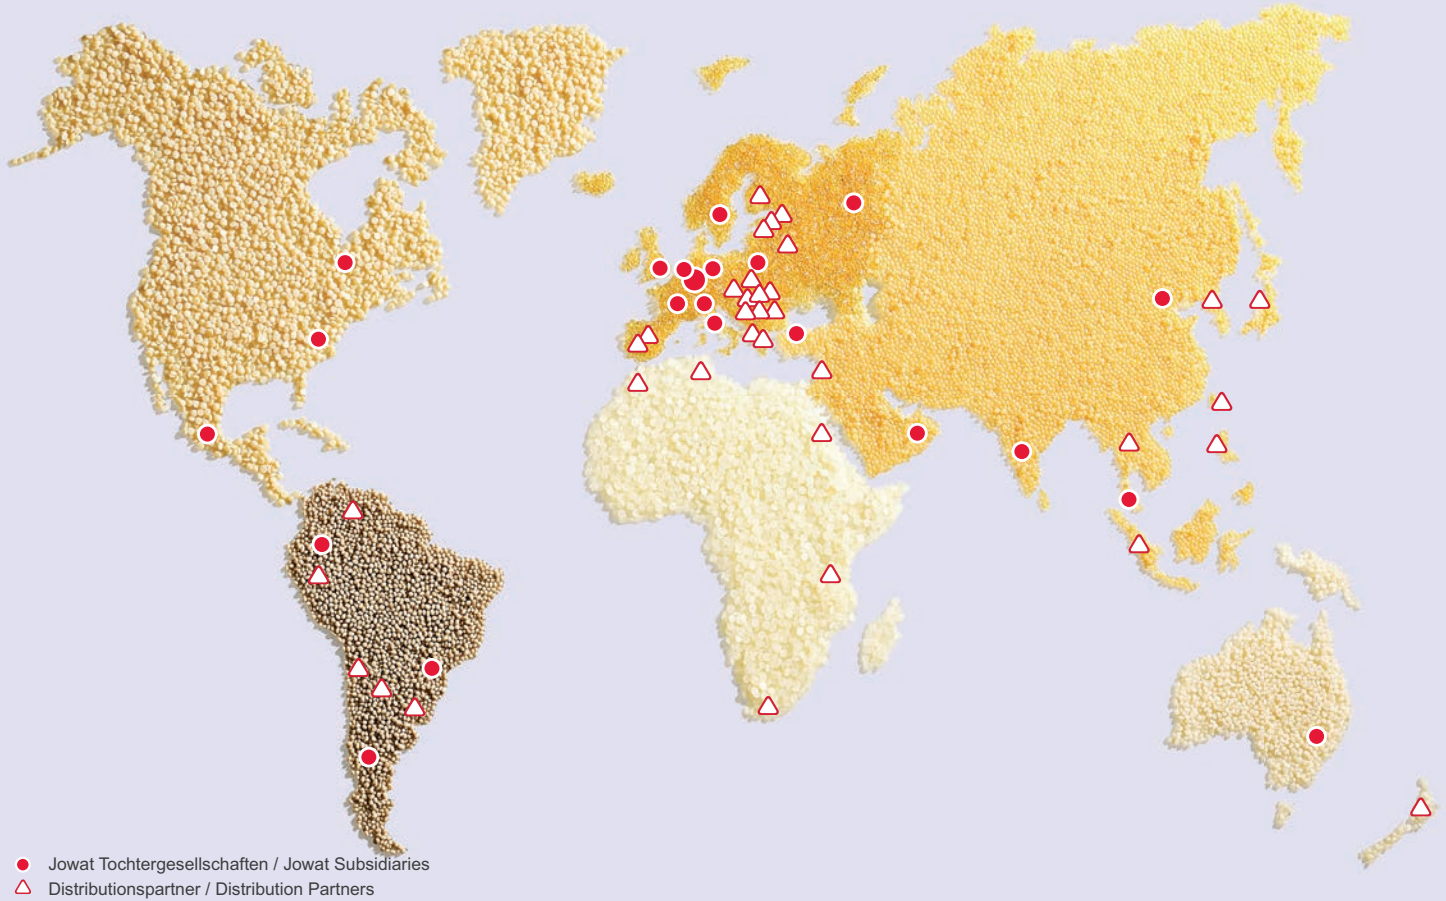 Jowat Tochtergesellschaften / Jowat Subsidiaries
Distributionspartner / Distribution Partners